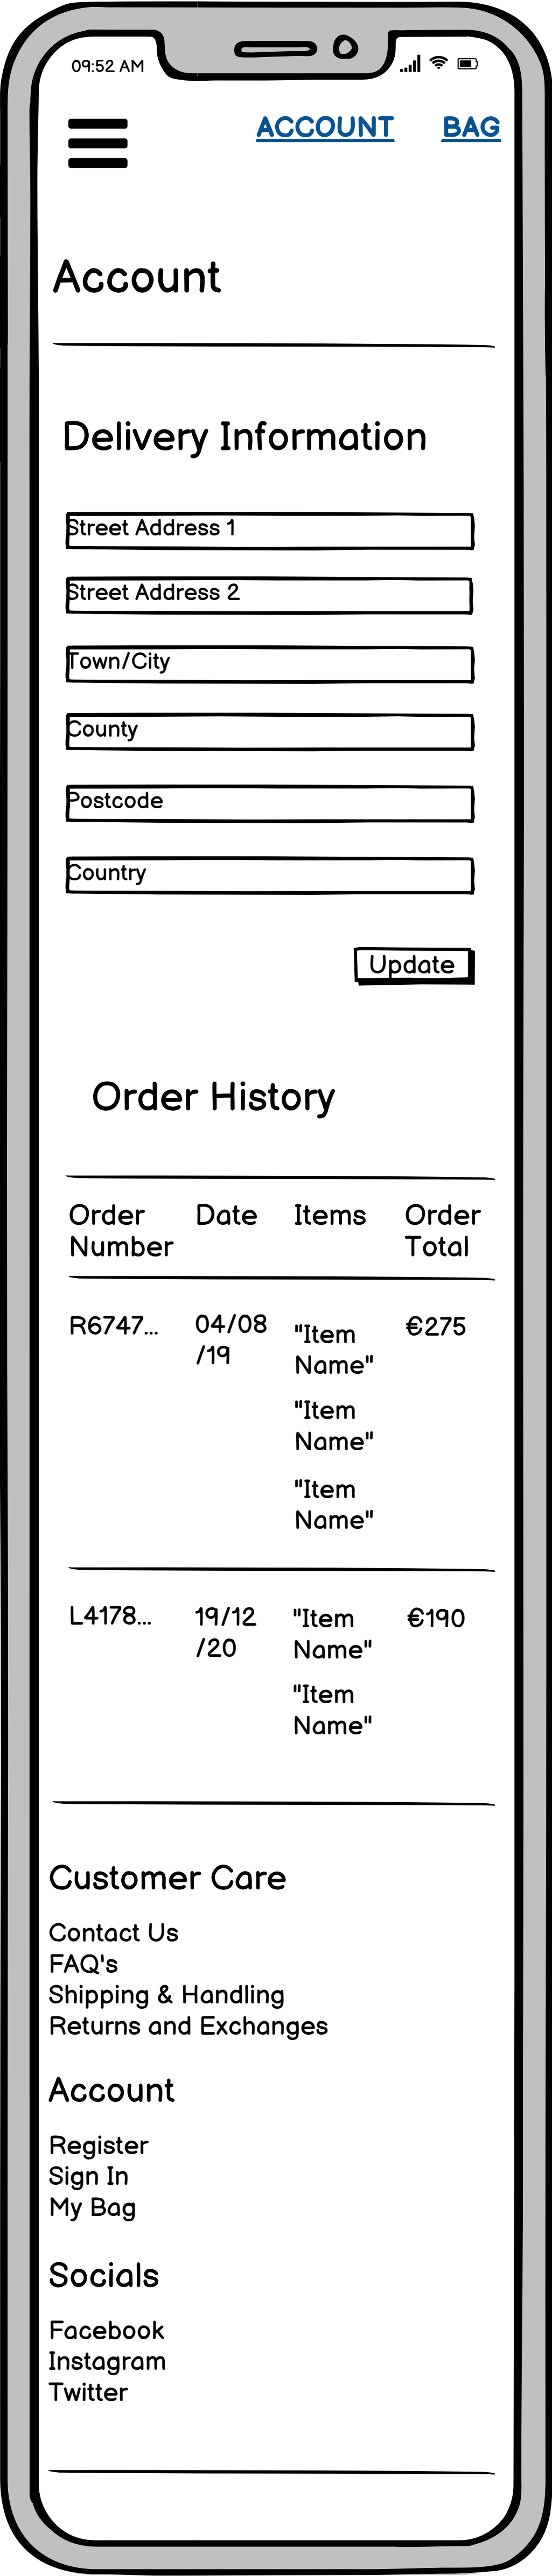 09:52 AM
ACCOUNT BAG
Account
Delivery Information
Street Address 1
Street Address 2
Town/City
County
Postcode
Country
Update
Order History
Order Date Items Order
Number Total
R6747... 04/08 "Item €275
/19 Name"
"Item
Name"
"Item
Name"
L4178... 19/12 "Item €190
/20 Name"
"Item
Name"
Customer Care
Contact Us
FAQ's
Shipping & Handling
Returns and Exchanges
Account
Register
Sign In
My Bag
Socials
Facebook
Instagram
Twitter